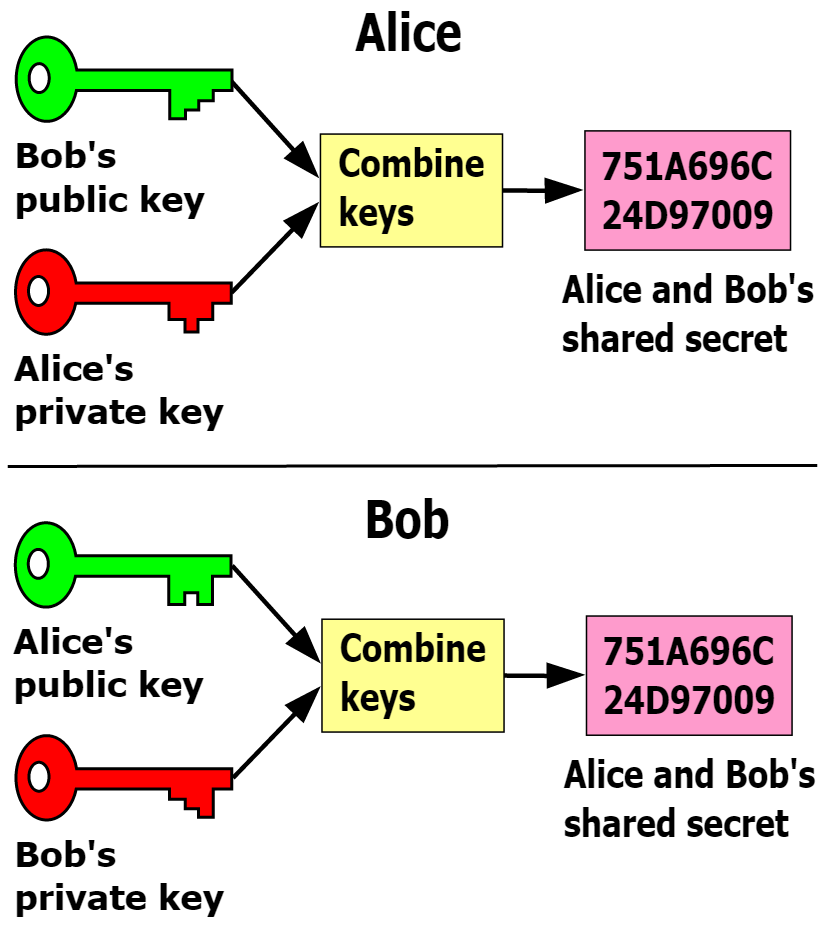 Alice
Bob's
public key
Alice's
private key
Combine
keys
751A696C
24D97009
Alice and Bob's
shared secret
Bob
Alice's
public key
Bob's
private key
Combine
keys
751A696C
24D97009
Alice and Bob's
shared secret